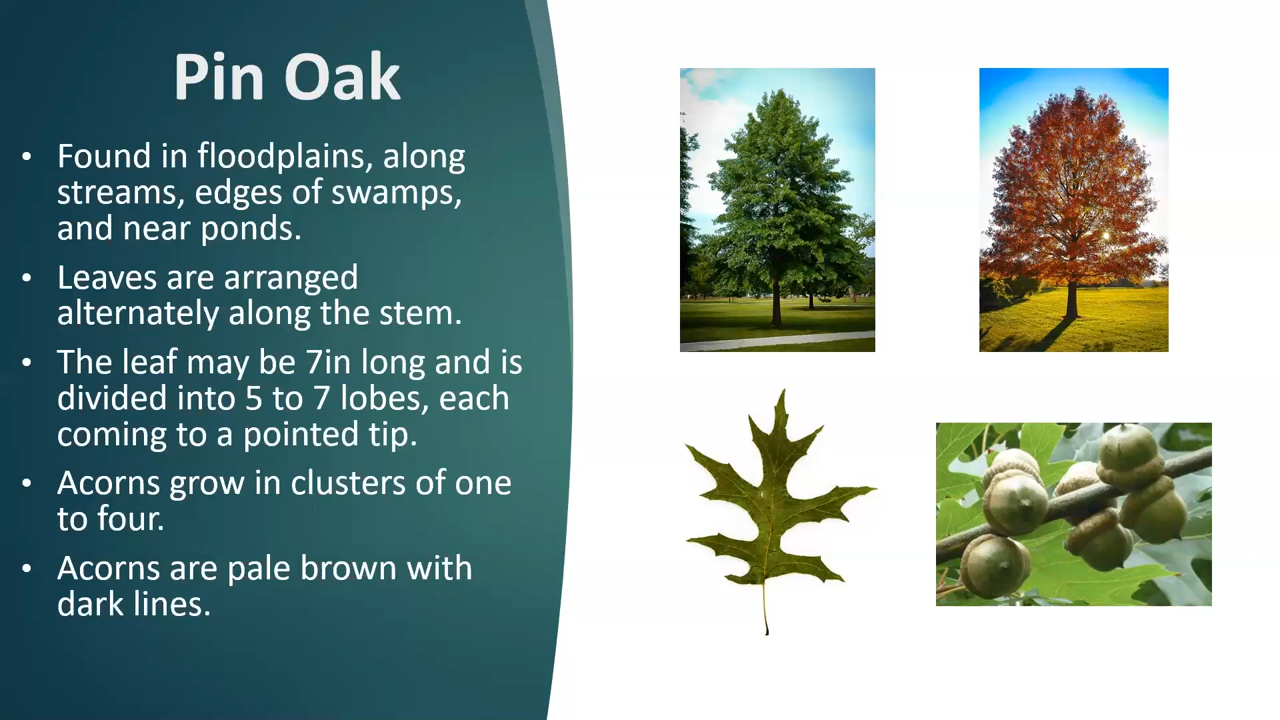 Pin Oak
• Found in floodplains, along
streams, edges of swamps,
and near ponds.
• Leaves are arranged
alternately along the stem.
• The leaf may be 7in long and is
divided into 5 to 7 lobes, each
coming to a pointed tip.
• Acorns grow in clusters of one
to four.
• Acorns are pale brown with
dark lines.